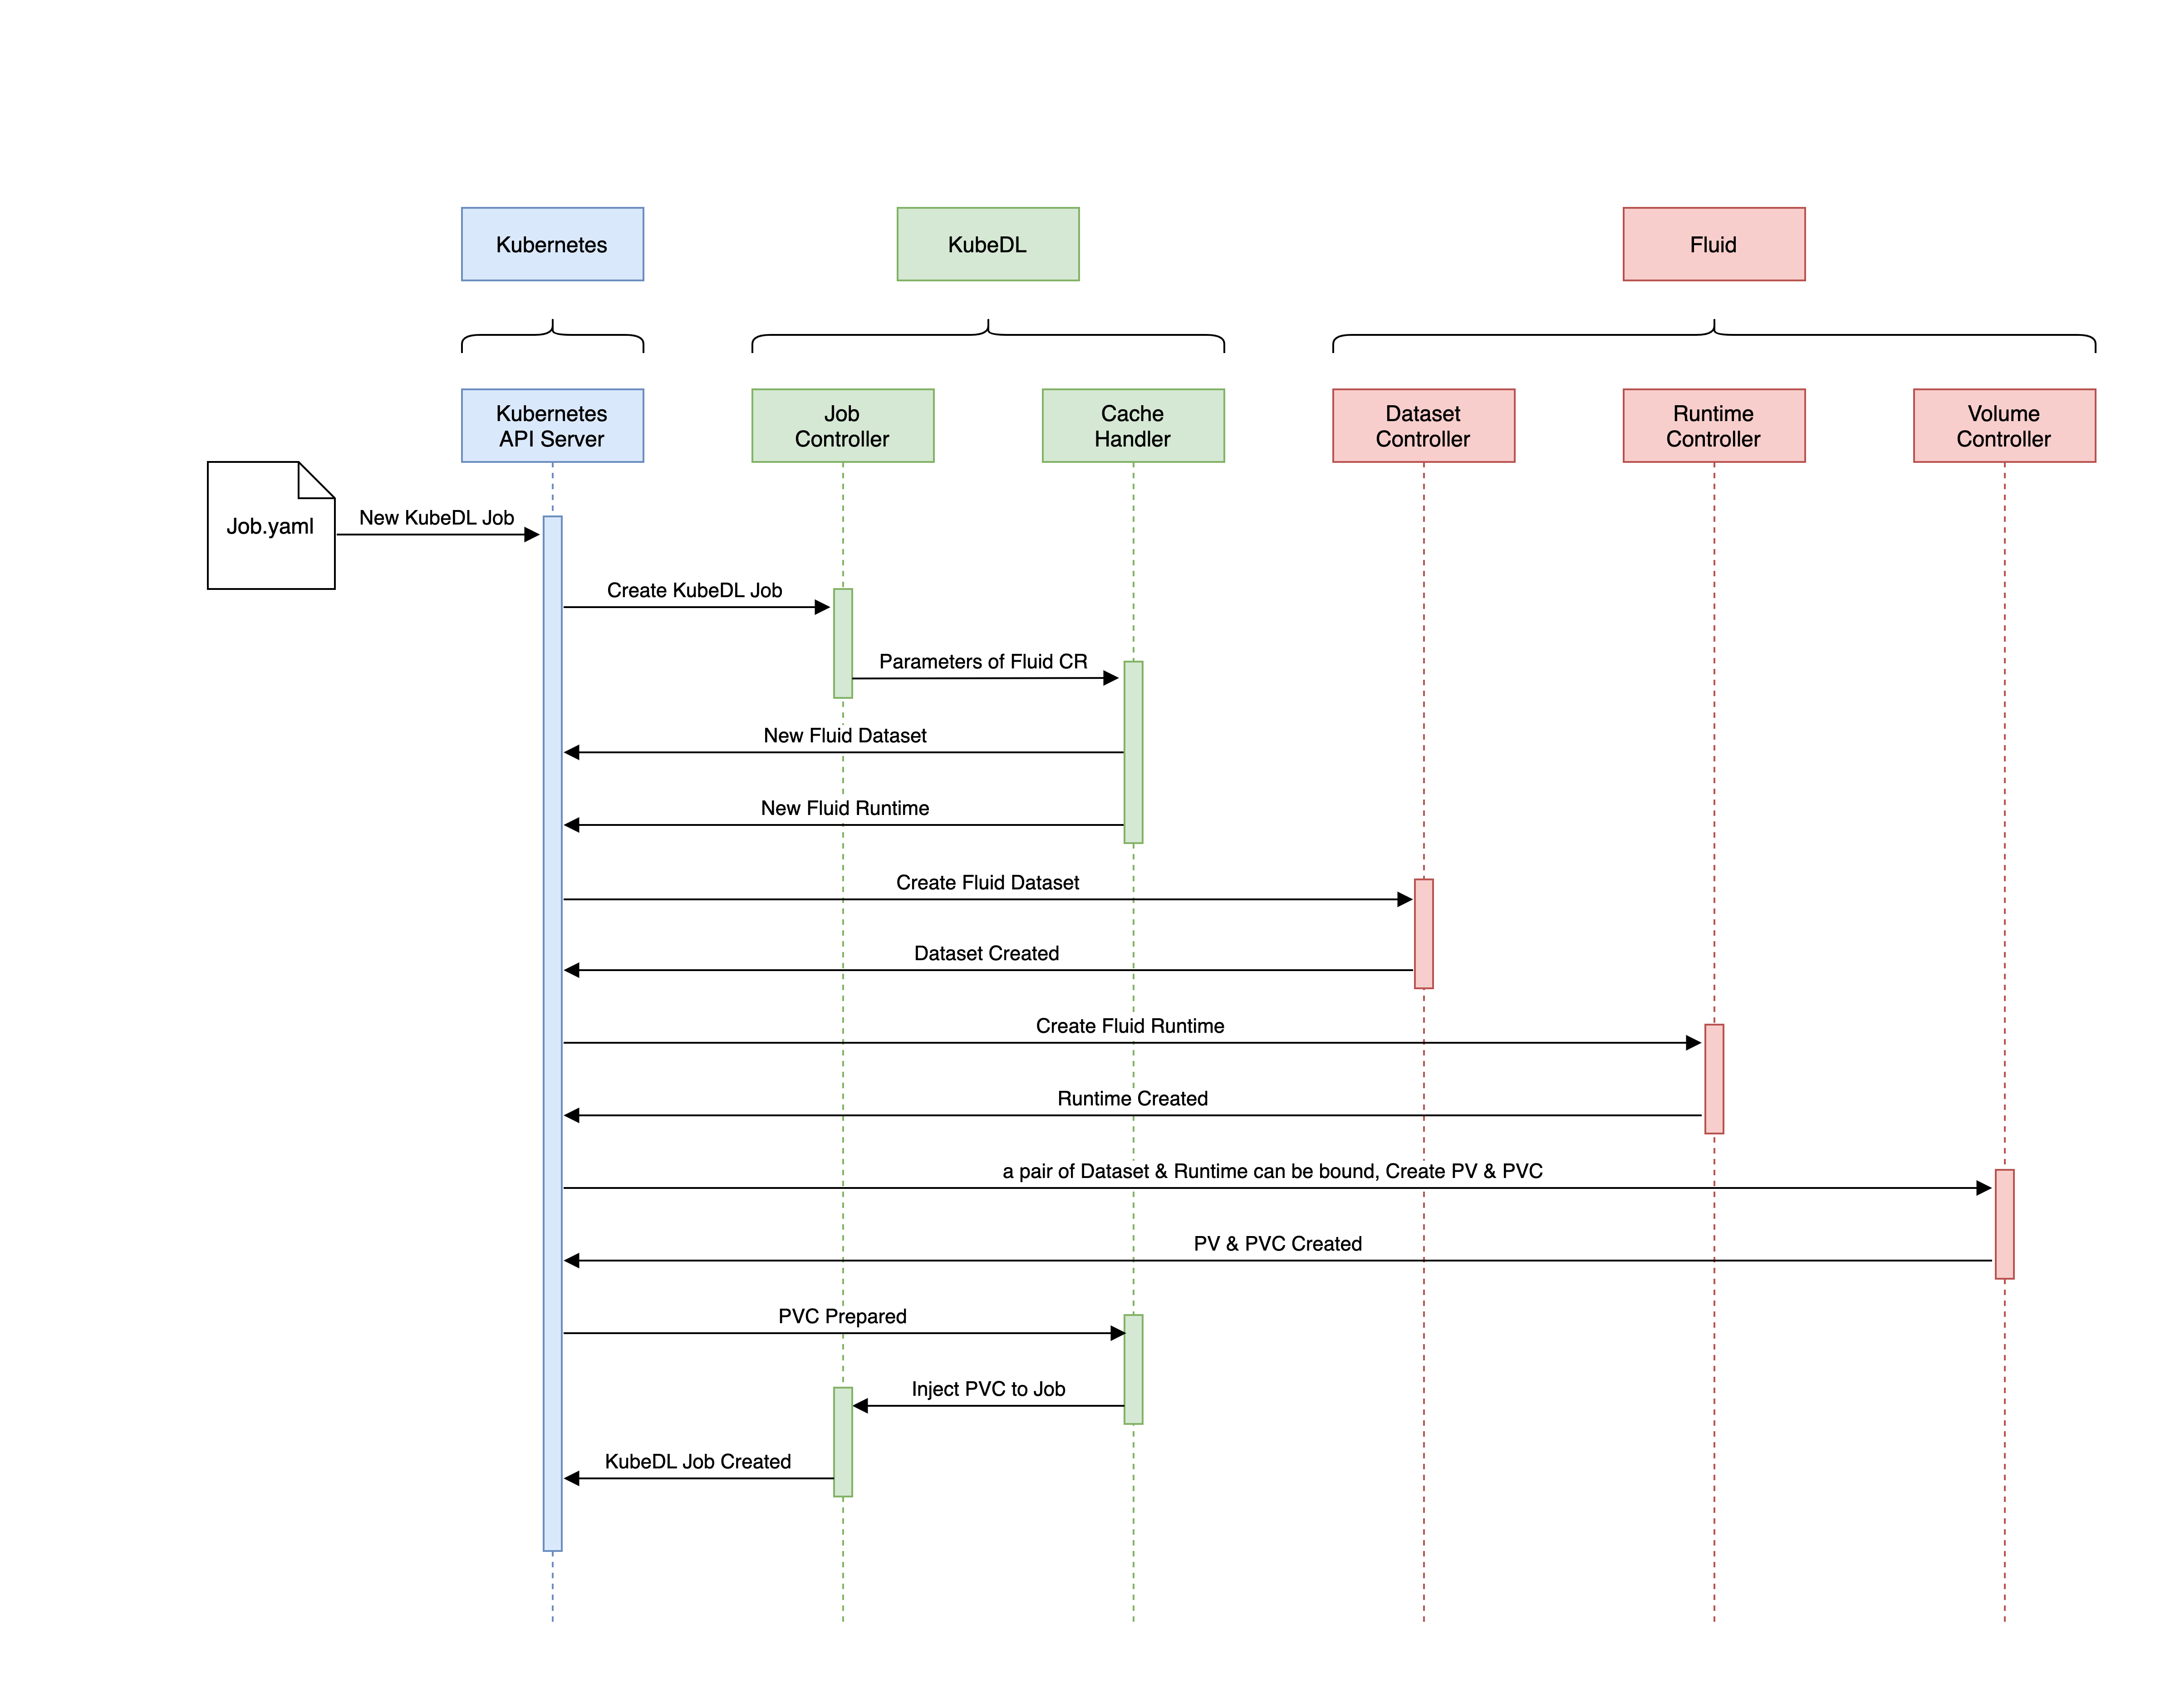 Kubernetes
KubeDL
Fluid
Kubernetes
API Server
Job
Controller
Cache
Handler
Dataset
Controller
Runtime
Controller
Volume
Controller
Job.yaml
New KubeDL Job
Create KubeDL Job
Parameters of Fluid CR
New Fluid Dataset
New Fluid Runtime
Create Fluid Dataset
Dataset Created
Create Fluid Runtime
Runtime Created
a pair of Dataset & Runtime can be bound, Create PV & PVC
PV & PVC Created
PVC Prepared
Inject PVC to Job
KubeDL Job Created